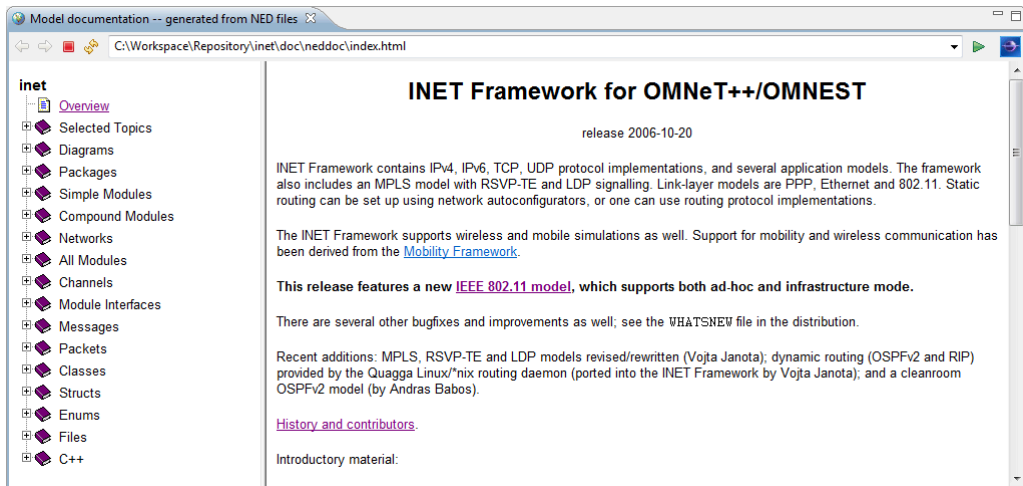 Model documentation -- generated from NED files
C:\Workspace\Repository\inet\doc\neddoc\index.html
inet
Overview
Selected Topics
Diagrams
Packages
Simple Modules
Compound Modules
Networks
All Modules
Channels
Module Interfaces
Messages
Packets
Classes
Structs
Enums
Files
C++
INET Framework for OMNeT++/OMNEST
release 2006-10-20
INET Framework contains IPv4, IPv6, TCP, UDP protocol implementations, and several application models. The framework
also includes an MPLS model with RSVP-TE and LDP signalling. Link-layer models are PPP, Ethernet and 802.11. Static
routing can be set up using network autoconfigurators, or one can use routing protocol implementations.
The INET Framework supports wireless and mobile simulations as well. Support for mobility and wireless communication has
been derived from the Mobility Framework.
This release features a new IEEE 802.11 model, which supports both ad-hoc and infrastructure mode.
There are several other bugfixes and improvements as well; see the WHATSNEW file in the distribution.
Recent additions: MPLS, RSVP-TE and LDP models revised/rewritten (Vojta Janota); dynamic routing (OSPFv2 and RIP)
provided by the Quagga Linux/*nix routing daemon (ported into the INET Framework by Vojta Janota); and a cleanroom
OSPFv2 model (by Andras Babos).
History and contributors.
Introductory material: